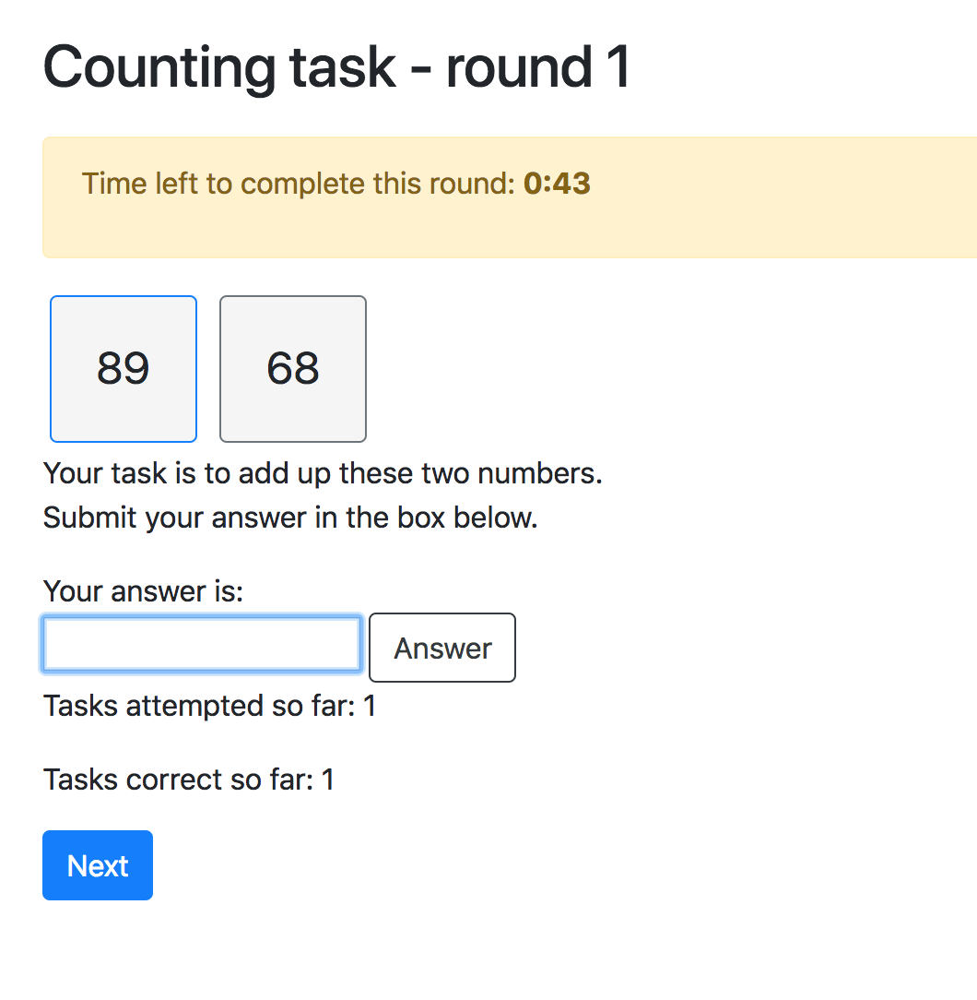 Counting task - round 1
Time left to complete this round: 0:43
89 68
Your task is to add up these two numbers.
Submit your answer in the box below.
Your answer is:
Answer
Tasks attempted so far: 1
Tasks correct so far: 1
Next